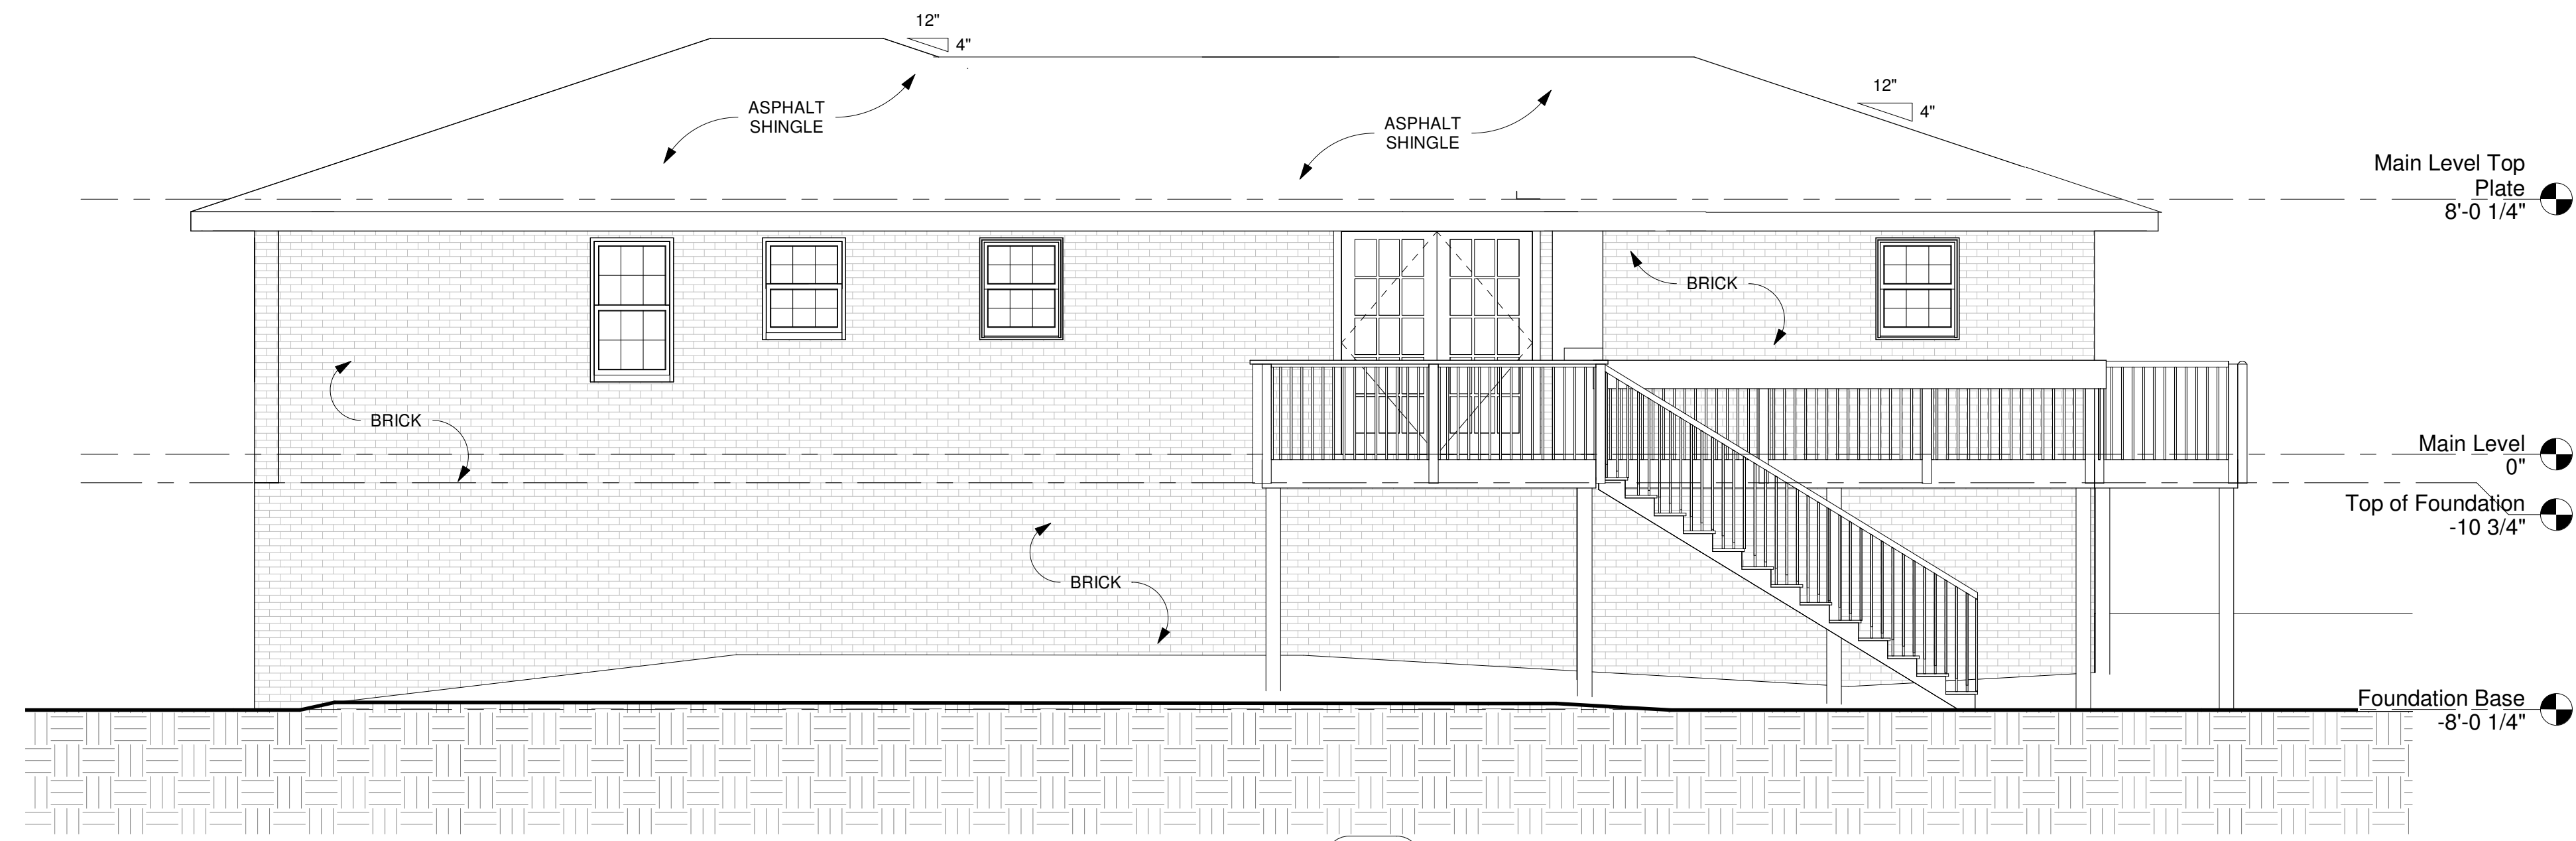 12"
4"
12"
4"
ASPHALT
SHINGLE
ASPHALT
SHINGLE
Main Level Top
Plate
8'-0 1/4"
BRICK
BRICK
Main Level
0"
Top of Foundation
-10 3/4"
BRICK
Foundation Base
-8'-0 1/4"